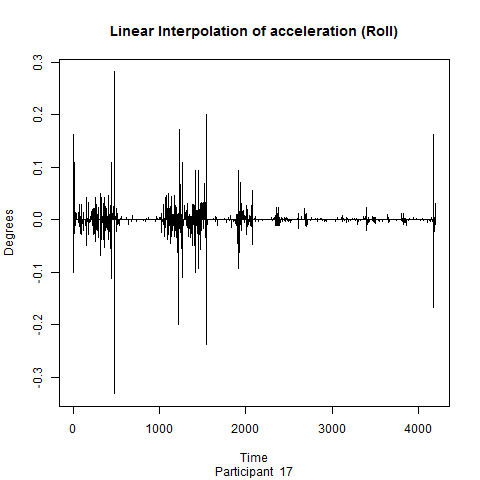 Linear Interpolation of acceleration (Roll)
0.3
0.2
0.1
0.0
-0.1
-0.2
-0.3
Degrees
0 1000 2000 3000 4000
Time
Participant 17